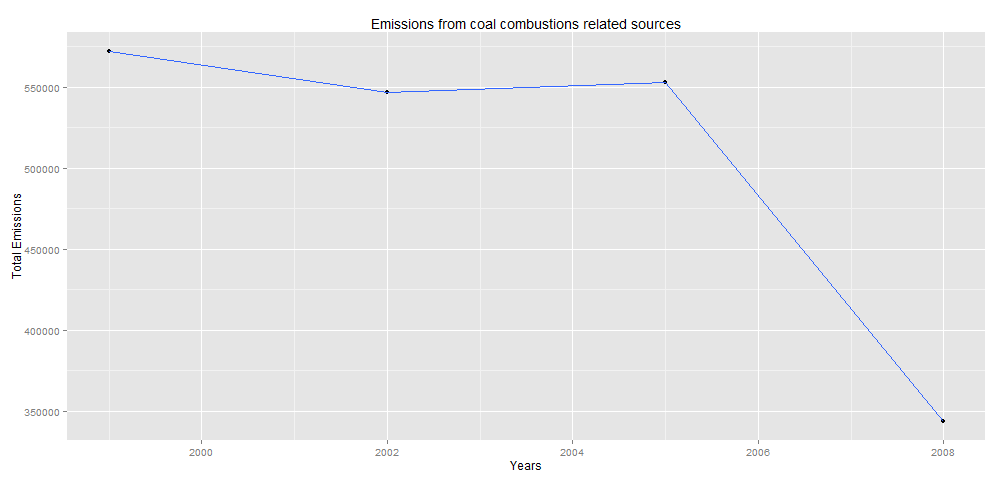 Emissions from coal combustions related sources
Total Emissions
550000
500000
450000
400000
350000
2000 2002 2004 2006 2008
Years